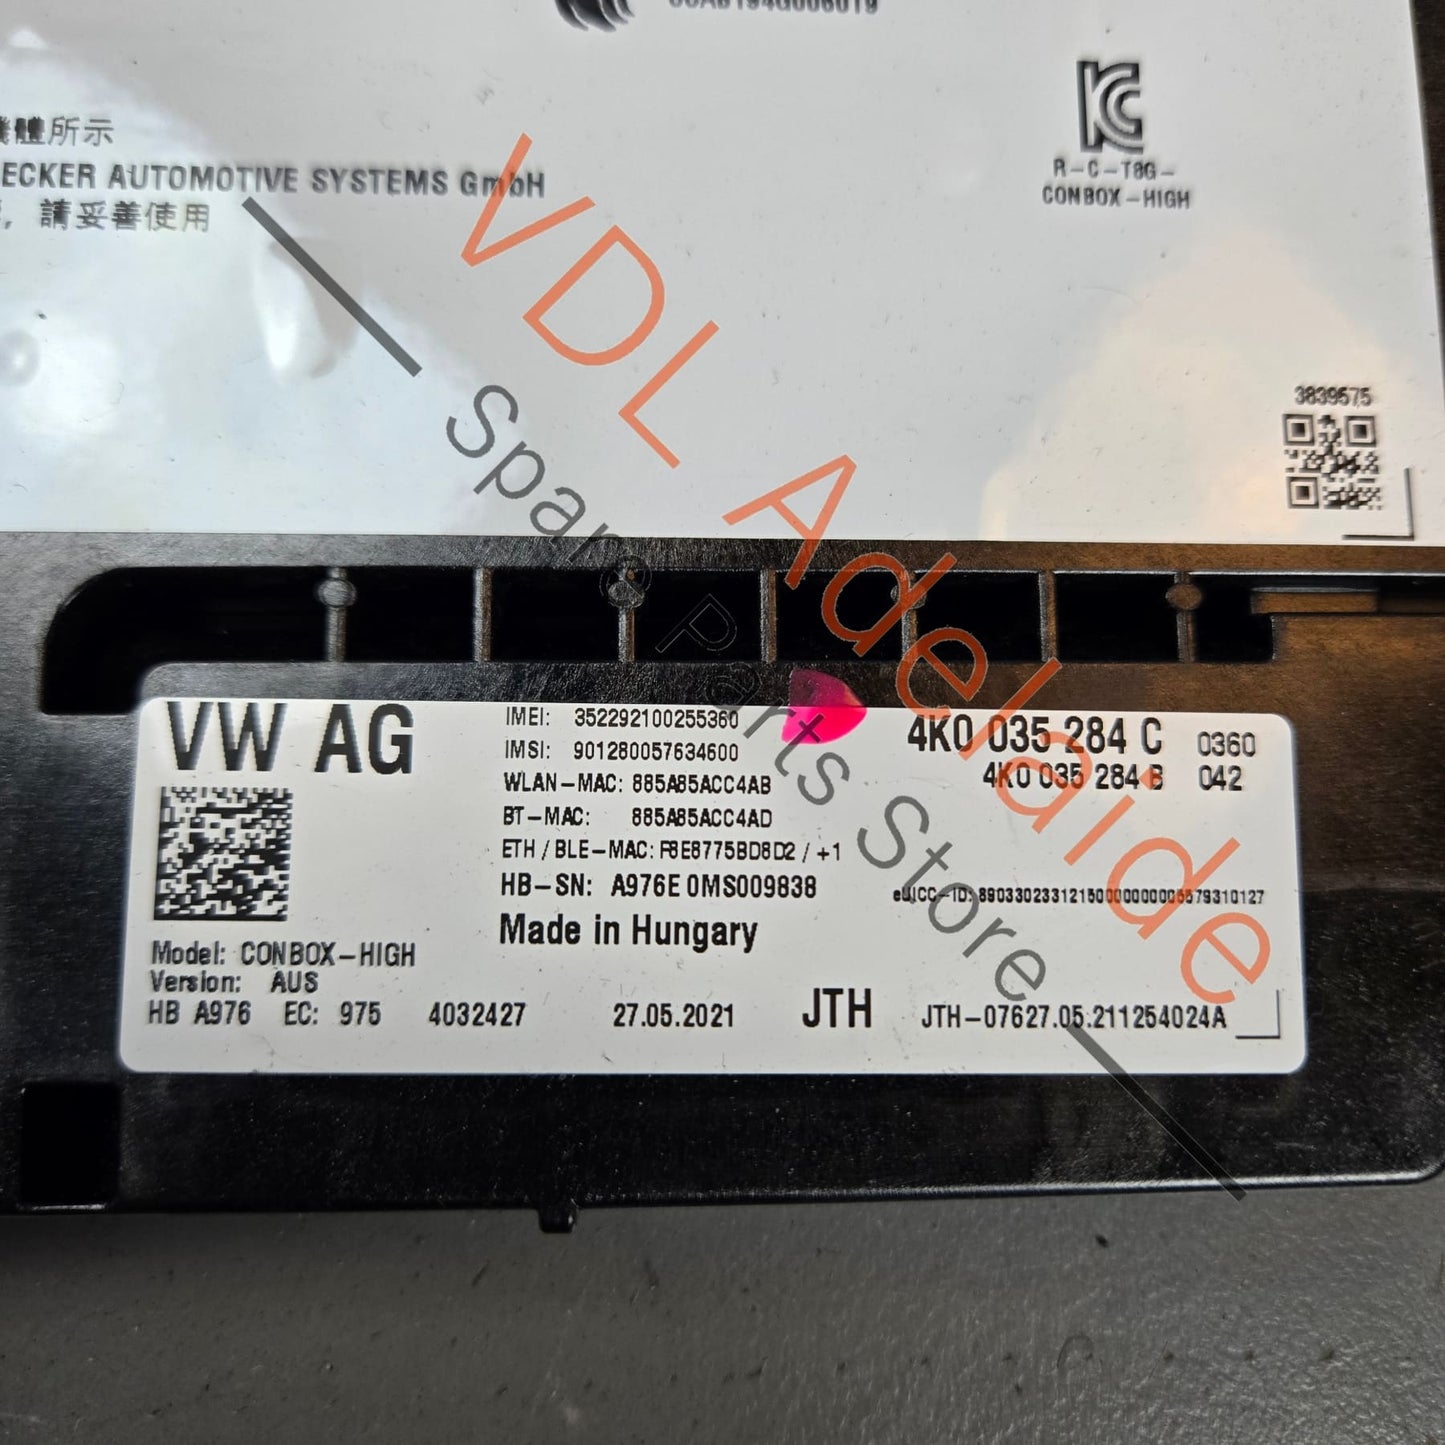 體所示
ECKER AUTOMOTIVE SYSTEMS GmbH
, 請妥善使用
R-C-T8G-
CONBOX-HIGH
3839575
VW AG
IMEI: 352292100255360
IMSI: 901280057634600
WLAN-MAC: 885A85ACC4AB
BT-MAC: 885A85ACC4AD
ETH / BLE-MAC: F8E8775BD8D2 / +1
HB-SN: A976E0MS009838
Made in Hungary
4K0 035 284 C 0360
4K0 035 284 B 042
Model: CONBOX-HIGH
Version: AUS
HB A976 EC: 975 4032427 27.05.2021 JTH JTH-07627.05.211254024A
VDL Adelaide
Spare Parts Store